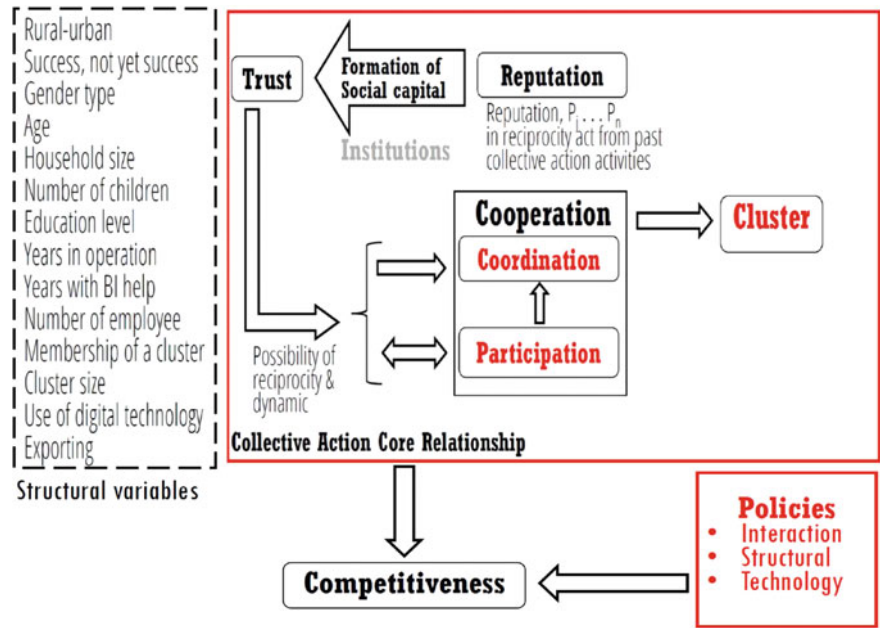 Rural-urban
Success, not yet success
Gender type
Age
Household size
Number of children
Education level
Years in operation
Years with BI help
Number of employee
Membership of a cluster
Cluster size
Use of digital technology
Exporting
Structural variables
Trust
Formation of
Social capital
Reputation
Reputation, Pj . . . Pn
in reciprocity act from past
collective action activities
Institutions
Cooperation
Coordination
Participation
Cluster
Possibility of
reciprocity &
dynamic
Collective Action Core Relationship
Competitiveness
Policies
• Interaction
• Structural
• Technology